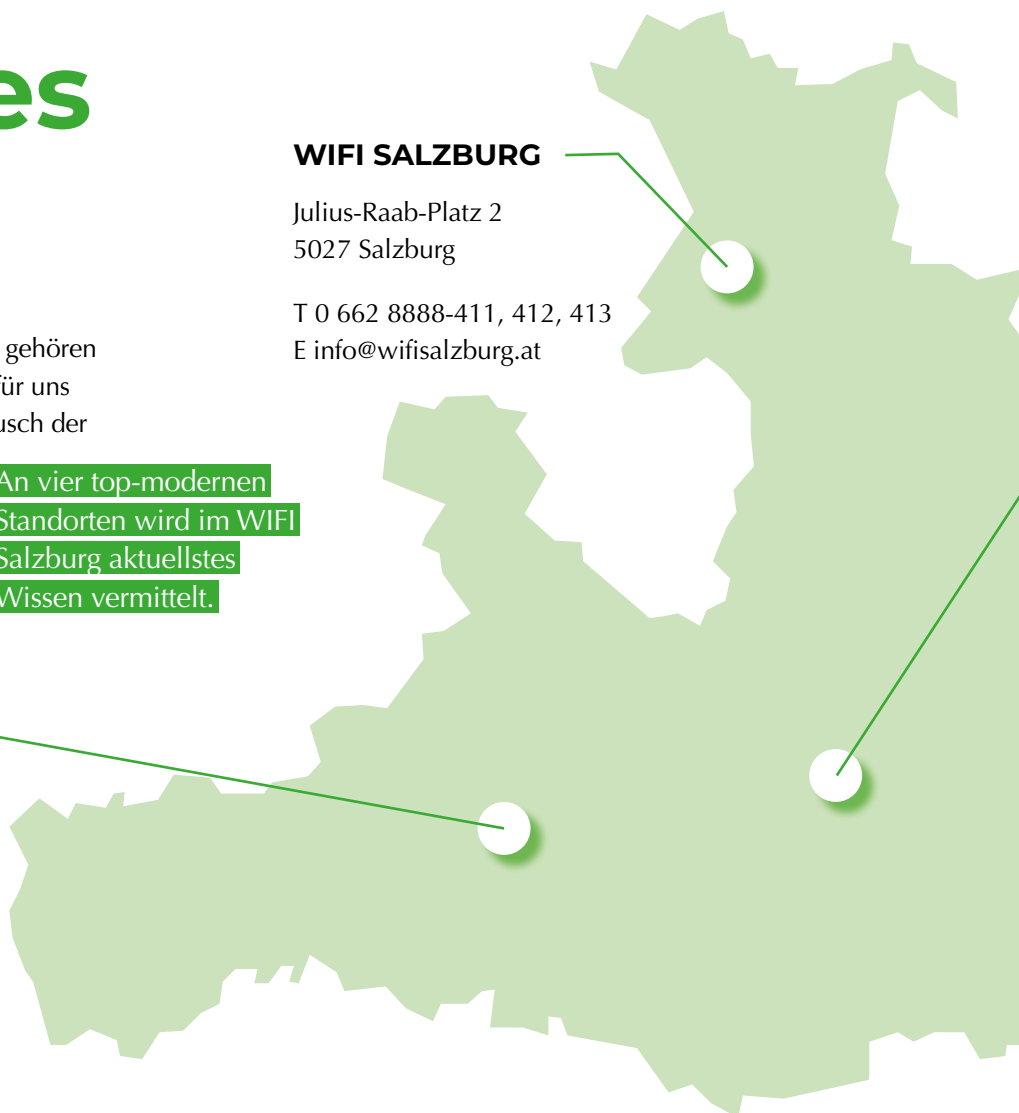 es
WIFI SALZBURG
Julius-Raab-Platz 2
5027 Salzburg
T 0 662 8888-411, 412, 413
E info@wifisalzburg.at
gehören
für uns
usch der
An vier top-modernen
Standorten wird im WIFI
Salzburg aktuellstes
Wissen vermittelt.